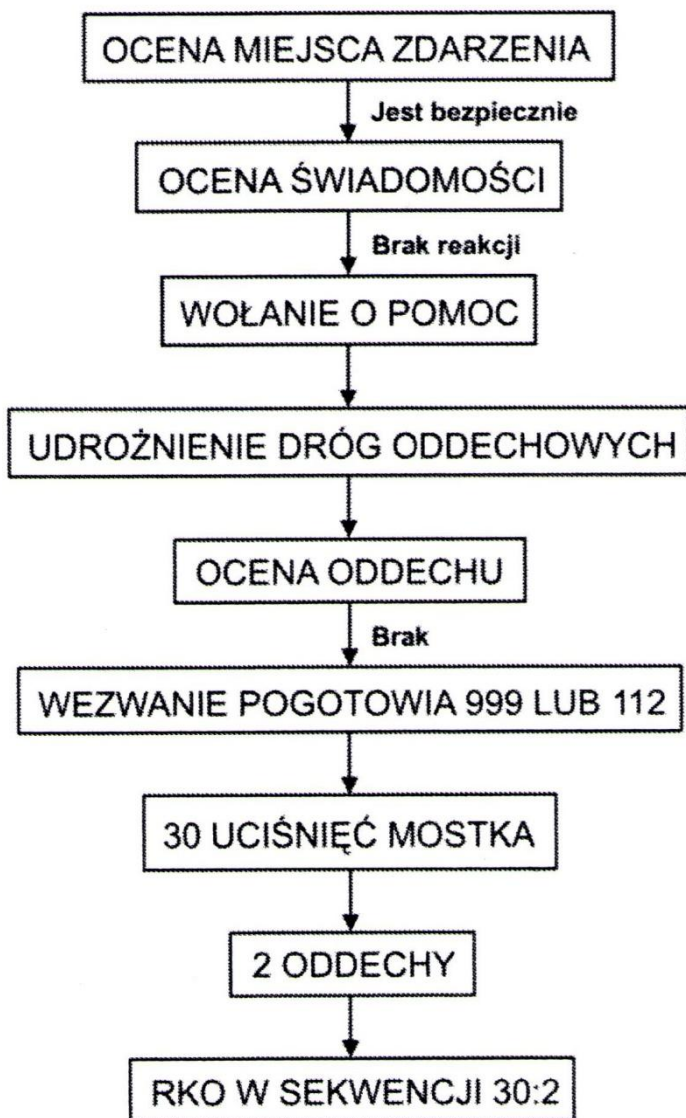 OCENA MIEJSCA ZDARZENIA
Jest bezpiecznie
OCENA ŚWIADOMOŚCI
Brak reakcji
WOŁANIE O POMOC
UDROŻNIENIE DRÓG ODDECHOWYCH
OCENA ODDECHU
Brak
WEZWANIE POGOTOWIA 999 LUB 112
30 UCIŚNIĘĆ MOSTKA
2 ODDECHY
RKO W SEKWENCJI 30:2